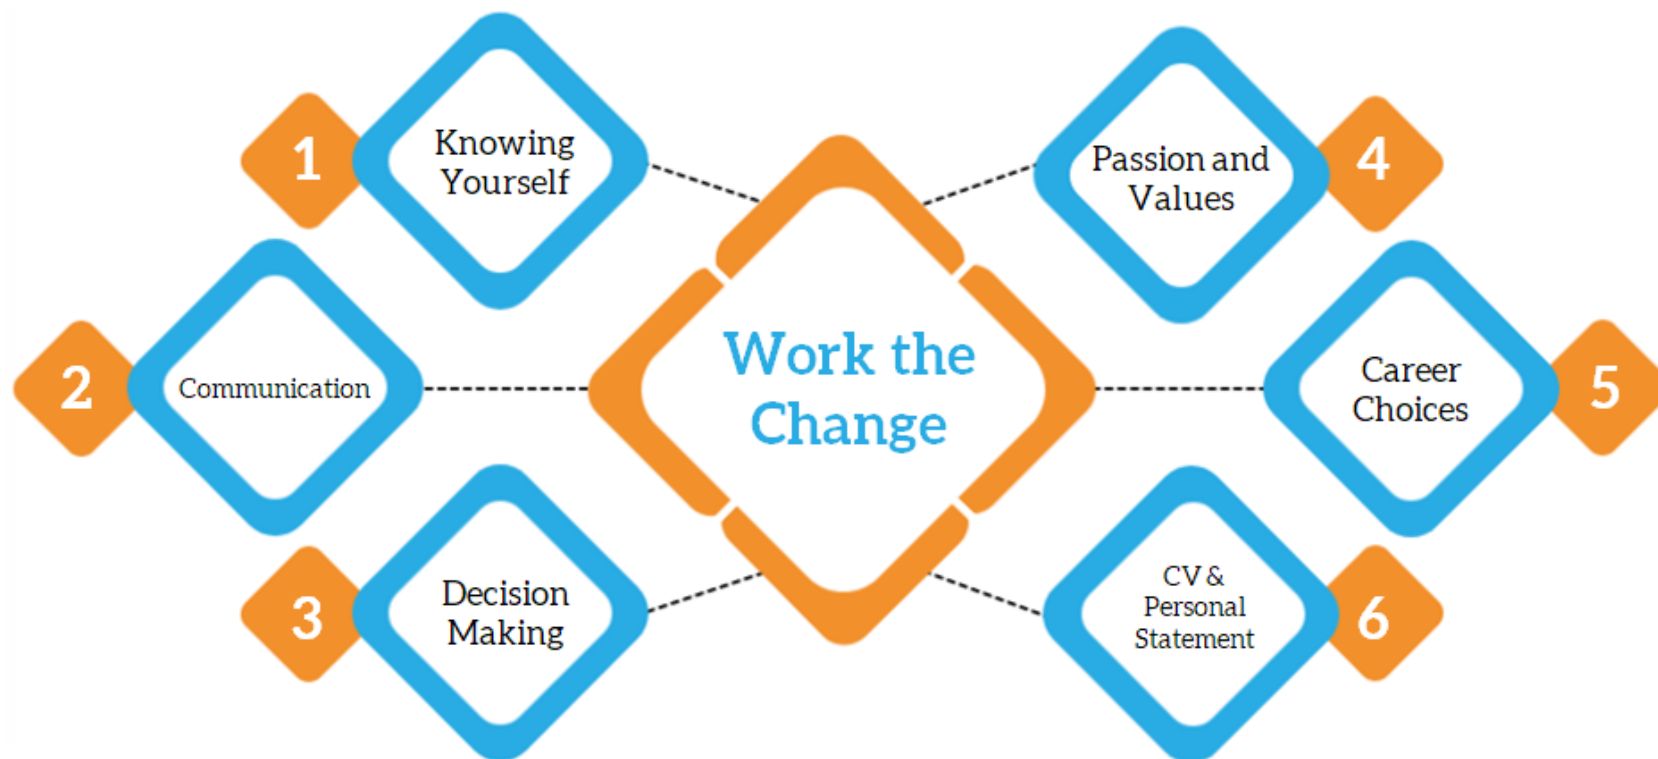 1
Knowing
Yourself
2
Communication
3
Decision
Making
Work the
Change
4
Passion and
Values
5
Career
Choices
6
CV &
Personal
Statement